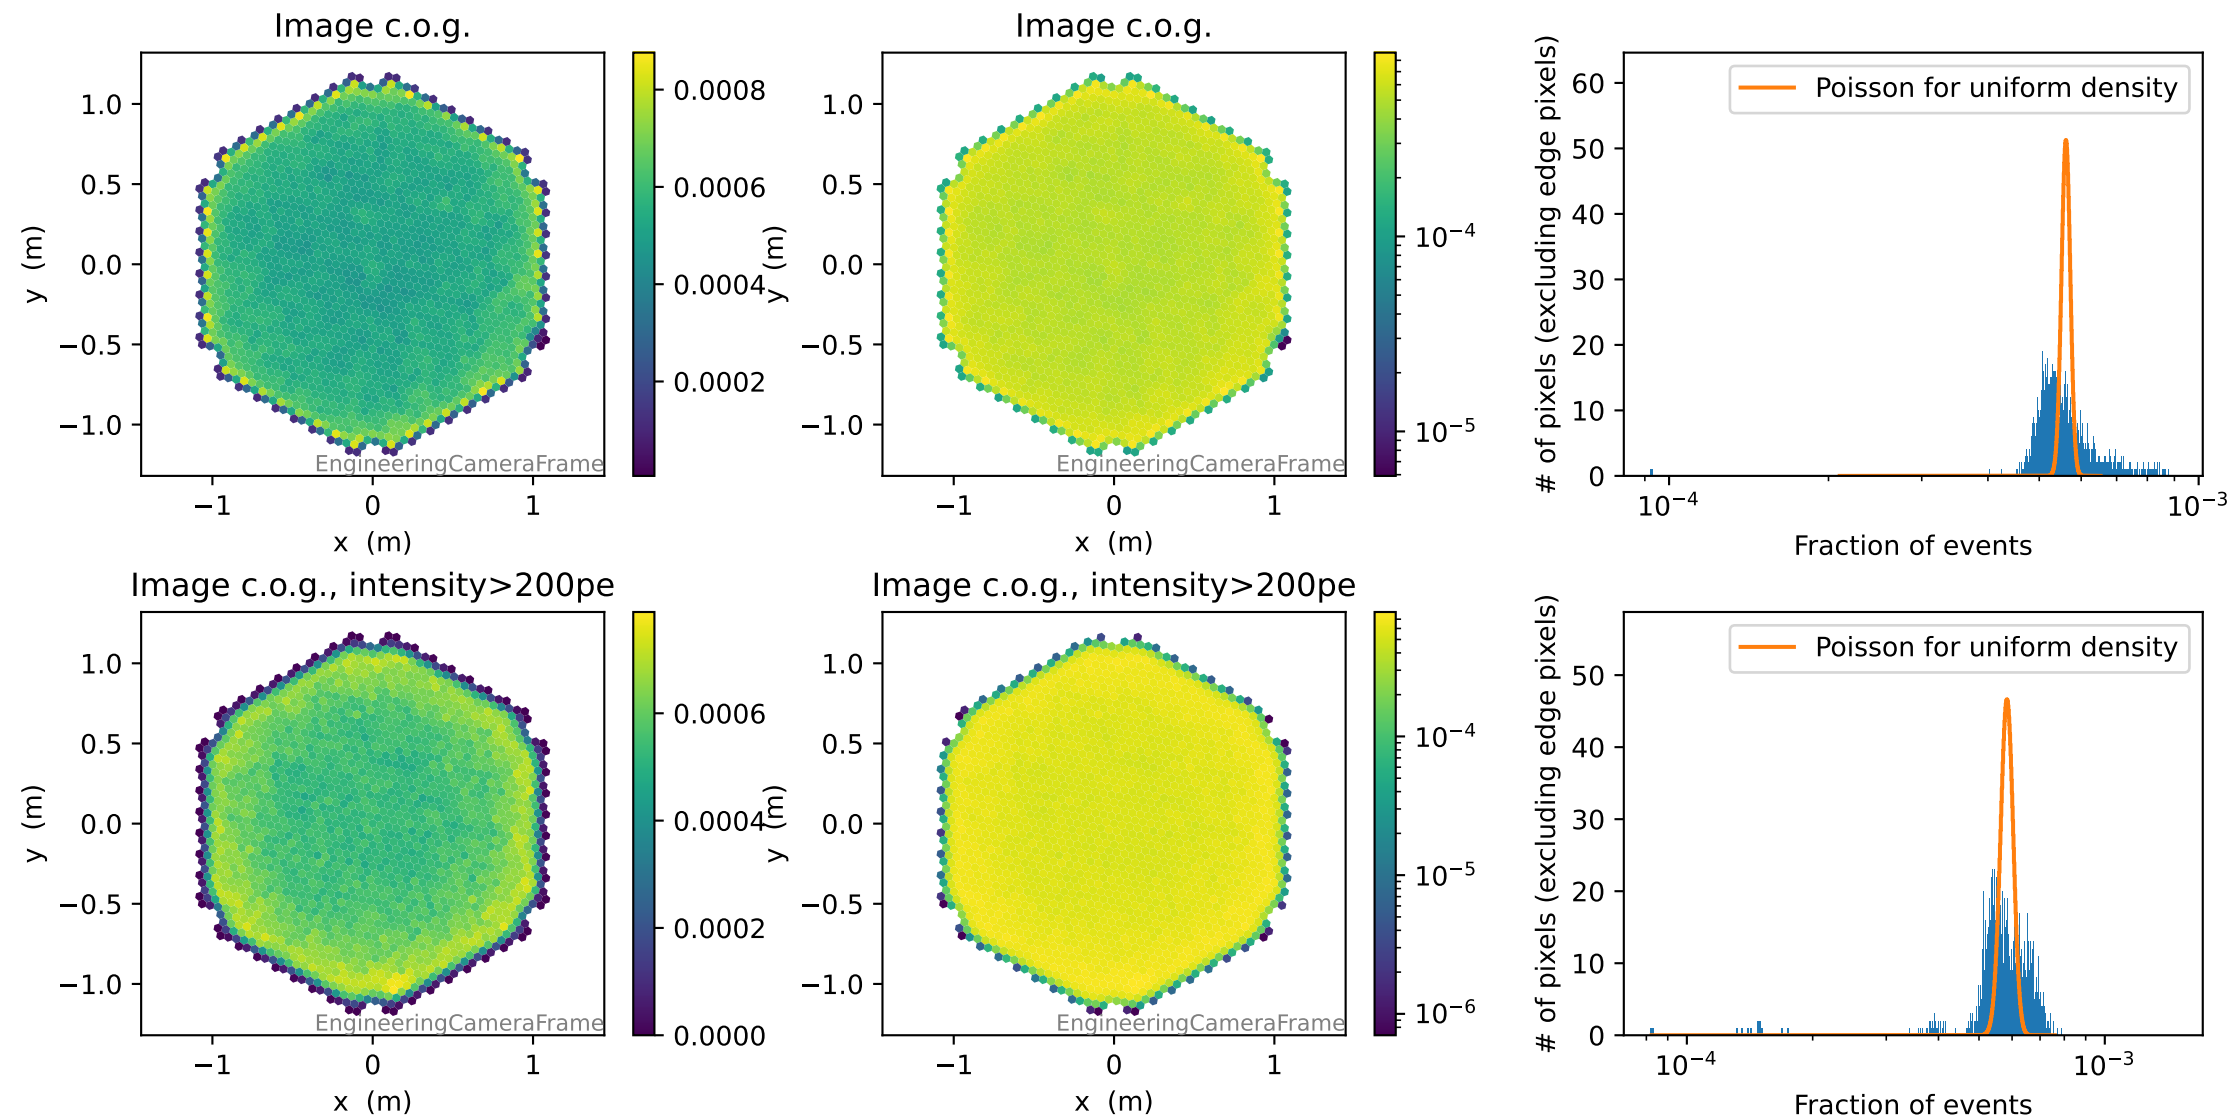 Image c.o.g.
1.0
0.5
0.0
−0.5
−1.0
y (m)
−1 0 1
x (m)
EngineeringCameraFrame
0.0008
0.0006
0.0004
0.0002
Image c.o.g.
1.0
0.5
0.0
−0.5
−1.0
y (m)
−1 0 1
x (m)
EngineeringCameraFrame
10⁻⁴
10⁻⁵
# of pixels (excluding edge pixels)
60
50
40
30
20
10
0
Poisson for uniform density
10⁻⁴ 10⁻³
Fraction of events
Image c.o.g., intensity>200pe
1.0
0.5
0.0
−0.5
−1.0
y (m)
−1 0 1
x (m)
EngineeringCameraFrame
0.0006
0.0004
0.0002
0.0000
Image c.o.g., intensity>200pe
1.0
0.5
0.0
−0.5
−1.0
y (m)
−1 0 1
x (m)
EngineeringCameraFrame
10⁻⁴
10⁻⁵
10⁻⁶
# of pixels (excluding edge pixels)
50
40
30
20
10
0
Poisson for uniform density
10⁻⁴ 10⁻³
Fraction of events